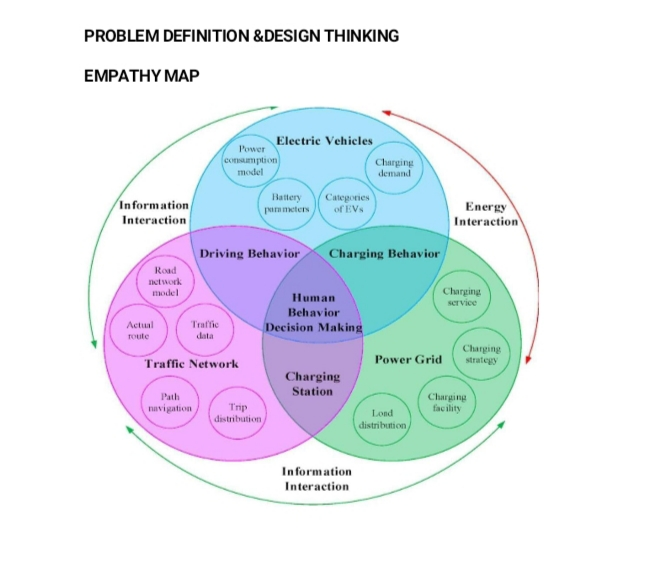 PROBLEM DEFINITION &DESIGN THINKING
EMPATHY MAP
Electric Vehicles
Power
consumption
model
Charging
demand
Battery
parameters
Categories
of EVs
Information
Interaction
Energy
Interaction
Driving Behavior
Charging Behavior
Road
network
model
Charging
service
Human
Behavior
Decision Making
Actual
route
Traffic
data
Charging
strategy
Traffic Network
Power Grid
Charging
Station
Path
navigation
Trip
distribution
Charging
facility
Load
distribution
Information
Interaction